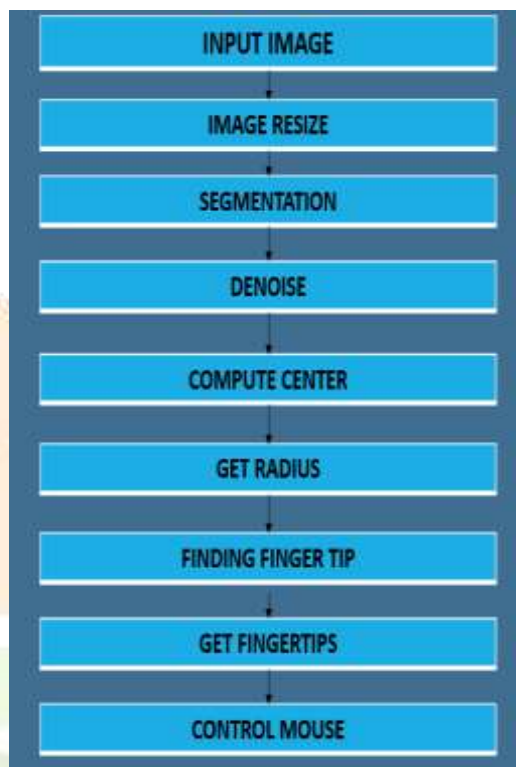 INPUT IMAGE
IMAGE RESIZE
SEGMENTATION
DENOISE
COMPUTE CENTER
GET RADIUS
FINDING FINGER TIP
GET FINGERTIPS
CONTROL MOUSE